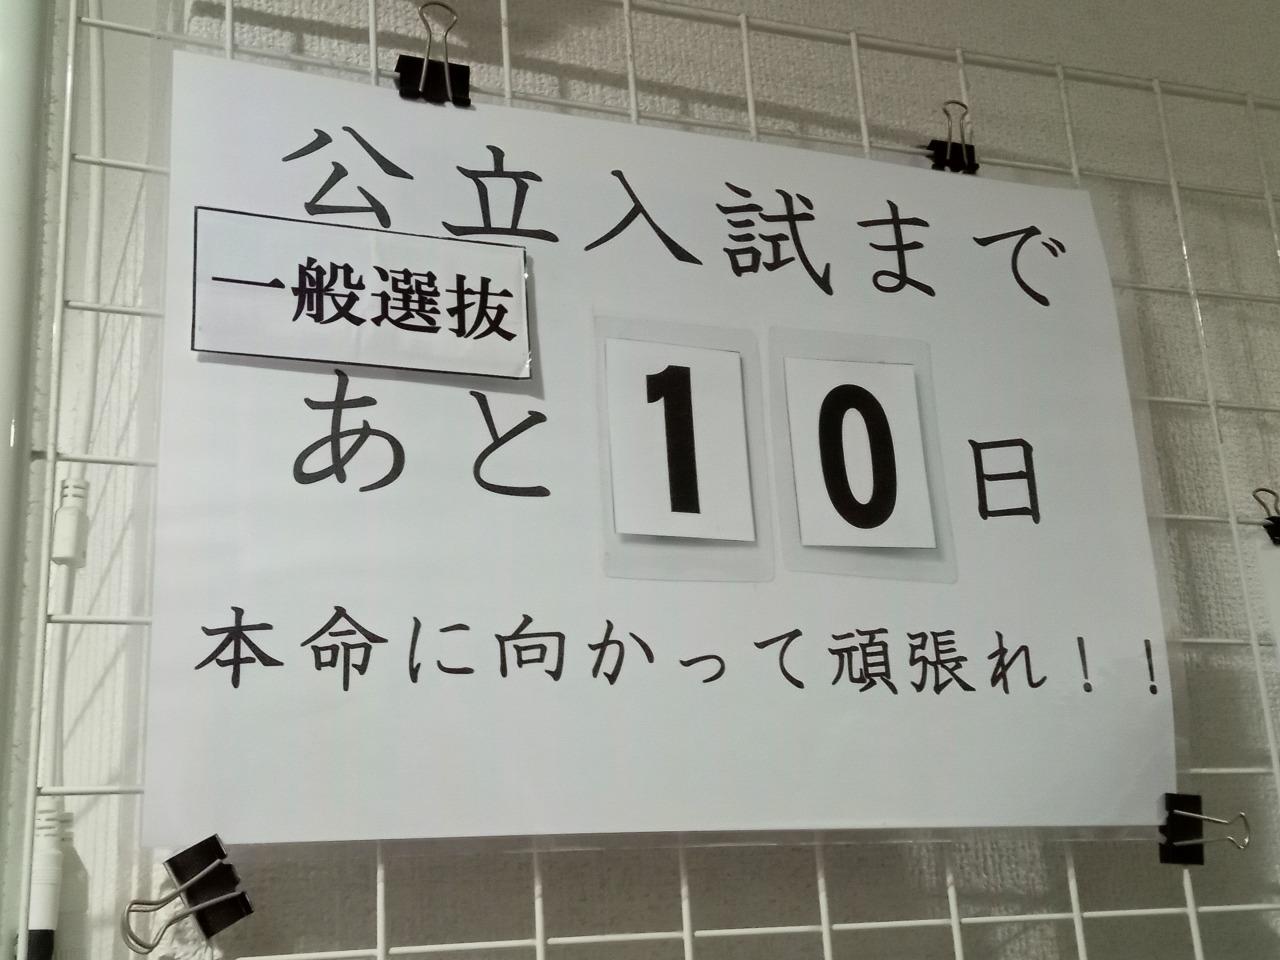 公立入試まで
一般選抜
あと10日
本命に向かって頑張れ！！